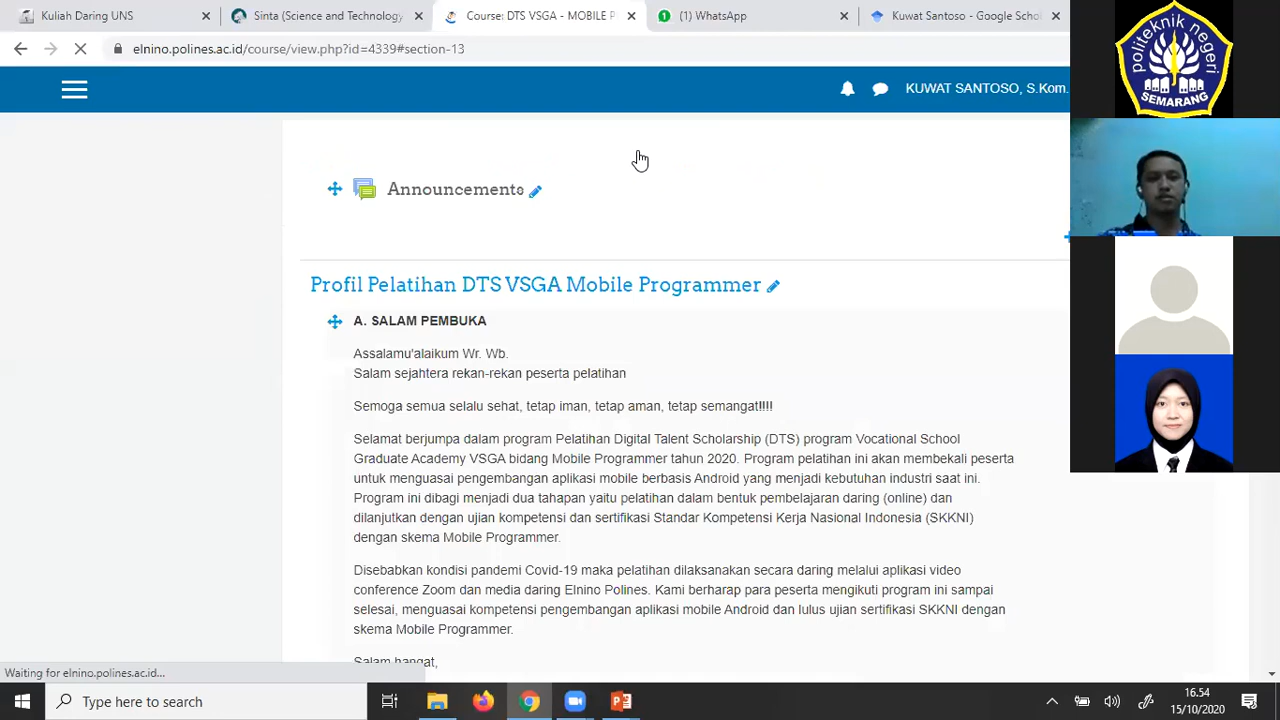 Kuliah Daring UNS
Sinta (Science and Technology
Course: DTS VSGA - MOBILE P
(1) WhatsApp
Kuwat Santoso - Google Schol
elnino.polines.ac.id/course/view.php?id=4339#section-13
KUWAT SANTOSO, S.Kom.
politeknik negeri
SEMARANG
Announcements
Profil Pelatihan DTS VSGA Mobile Programmer
A. SALAM PEMBUKA
Assalamu'alaikum Wr. Wb.
Salam sejahtera rekan-rekan peserta pelatihan
Semoga semua selalu sehat, tetap iman, tetap aman, tetap semangat!!!!
Selamat berjumpa dalam program Pelatihan Digital Talent Scholarship (DTS) program Vocational School
Graduate Academy VSGA bidang Mobile Programmer tahun 2020. Program pelatihan ini akan membekali peserta
untuk menguasai pengembangan aplikasi mobile berbasis Android yang menjadi kebutuhan industri saat ini.
Program ini dibagi menjadi dua tahapan yaitu pelatihan dalam bentuk pembelajaran daring (online) dan
dilanjutkan dengan ujian kompetensi dan sertifikasi Standar Kompetensi Kerja Nasional Indonesia (SKKNI)
dengan skema Mobile Programmer.
Disebabkan kondisi pandemi Covid-19 maka pelatihan dilaksanakan secara daring melalui aplikasi video
conference Zoom dan media daring Elnino Polines. Kami berharap para peserta mengikuti program ini sampai
selesai, menguasai kompetensi pengembangan aplikasi mobile Android dan lulus ujian sertifikasi SKKNI dengan
skema Mobile Programmer.
Salam hangat,
Waiting for elnino.polines.ac.id...
Type here to search
16.54
15/10/2020